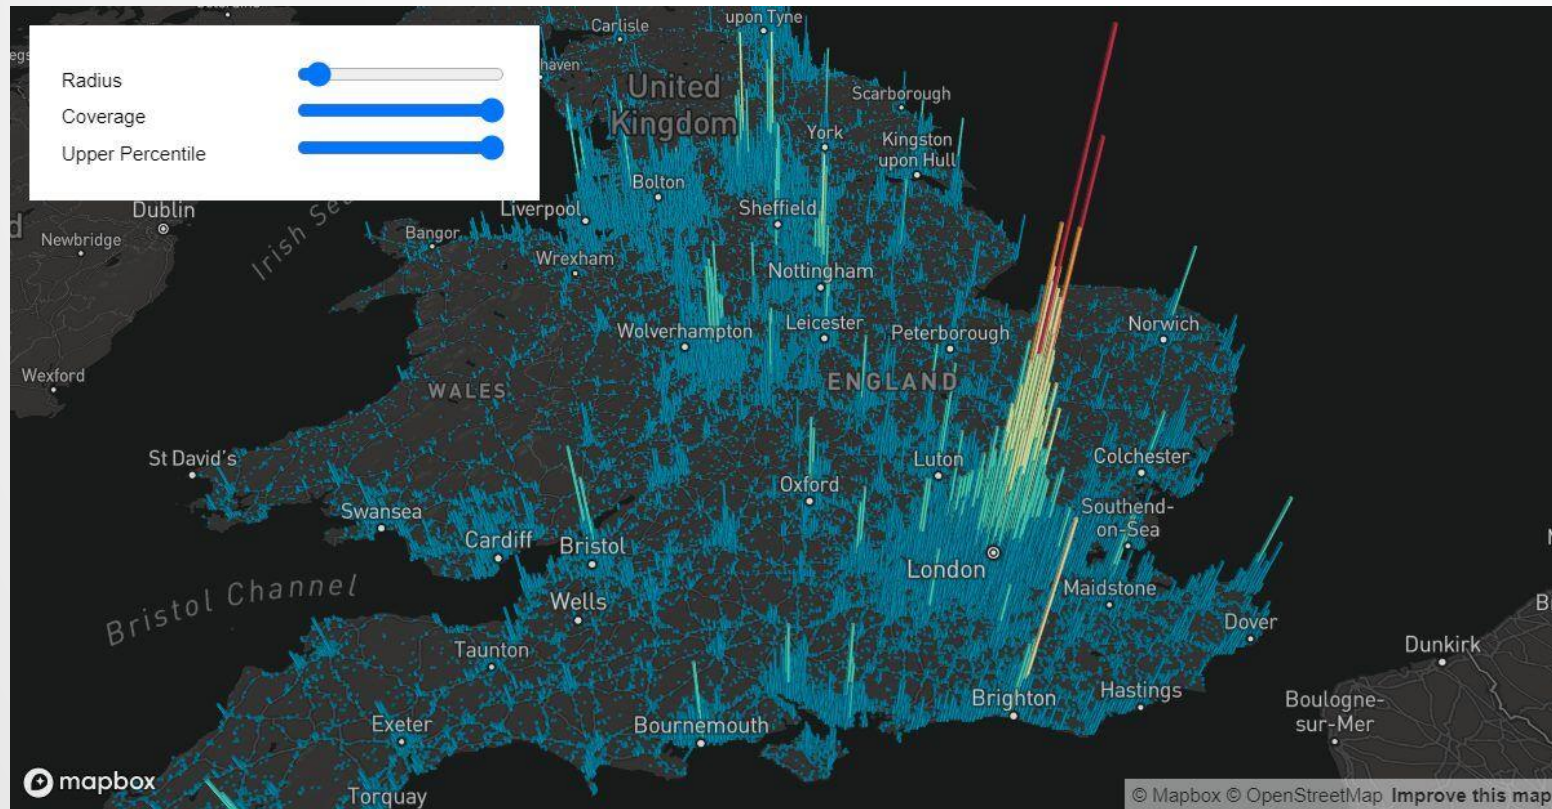 Radius
Coverage
Upper Percentile
Carlisle
upon Tyne
haven
United
Kingdom
Scarborough
York
Kingston
upon Hull
Bolton
Dublin
Liverpool
Sheffield
Newbridge
Irish Sea
Bangor
Wrexham
Nottingham
Wolverhampton
Leicester
Peterborough
Norwich
Wexford
WALES
ENGLAND
St David's
Luton
Colchester
Oxford
Swansea
Southend-
on-Sea
Cardiff
Bristol
London
Bristol Channel
Wells
Maidstone
Dover
Taunton
Dunkirk
Brighton
Hastings
Boulogne-
sur-Mer
Exeter
Bournemouth
mapbox
Torquay
© Mapbox © OpenStreetMap Improve this map